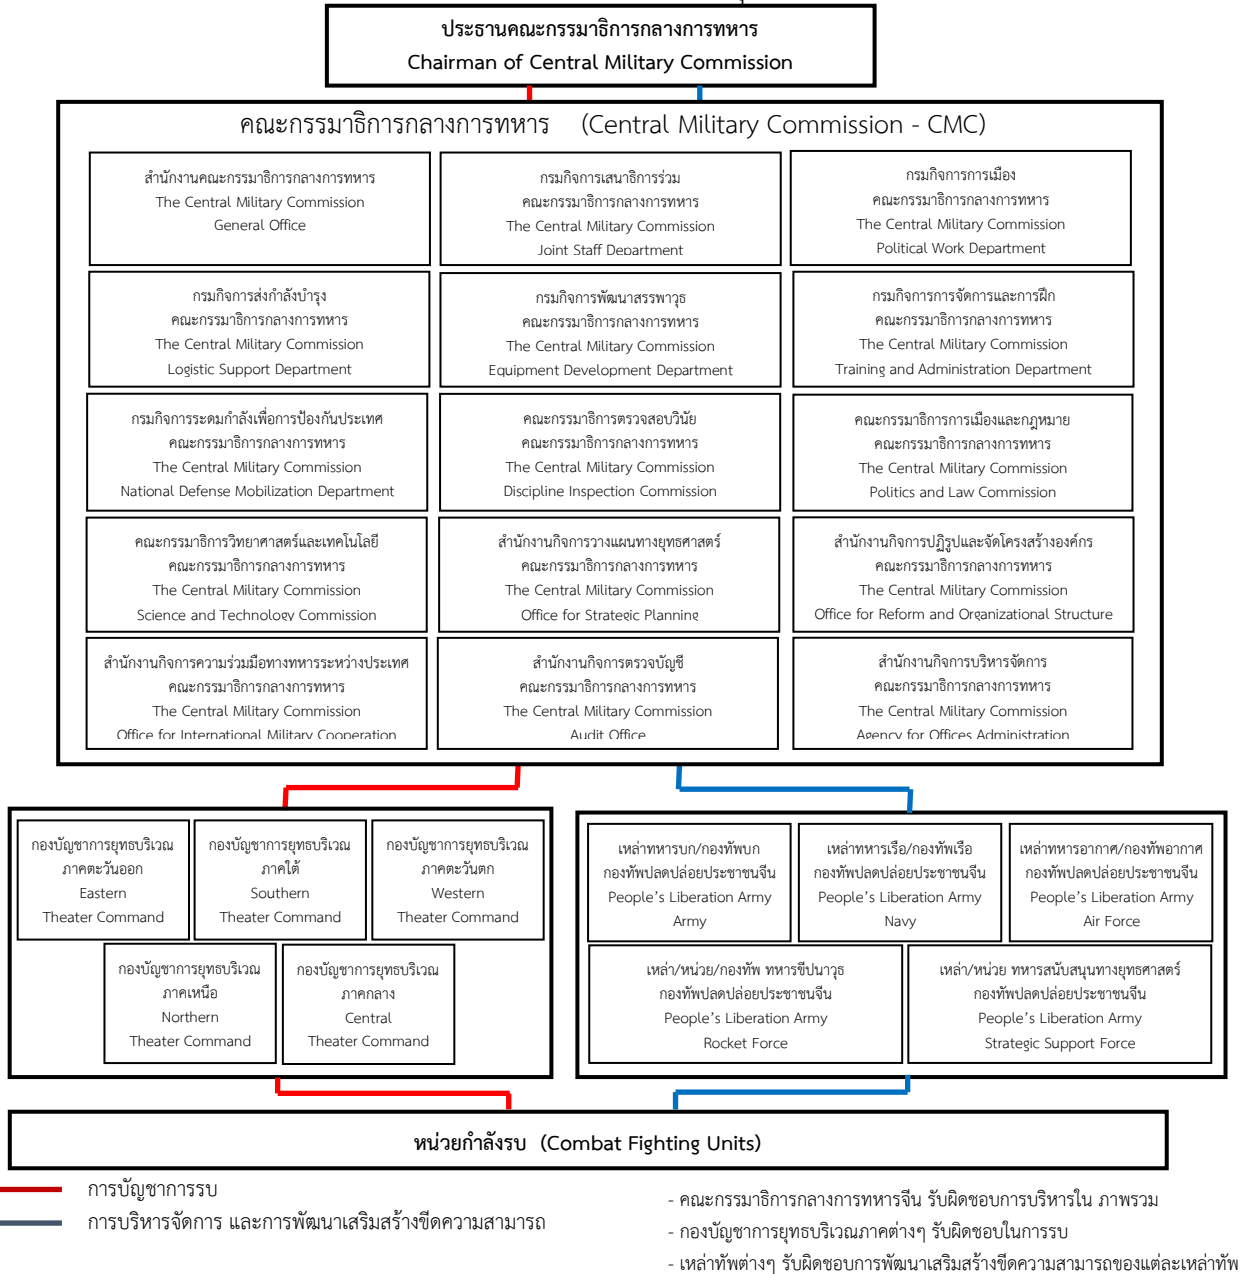 ประธานคณะกรรมาธิการกลางการทหาร
Chairman of Central Military Commission
คณะกรรมาธิการกลางการทหาร (Central Military Commission - CMC)
สำนักงานคณะกรรมาธิการกลางการทหาร
The Central Military Commission
General Office
กรมกิจการเสนาธิการร่วม
คณะกรรมาธิการกลางการทหาร
The Central Military Commission
Joint Staff Department
กรมกิจการการเมือง
คณะกรรมาธิการกลางการทหาร
The Central Military Commission
Political Work Department
กรมกิจการส่งกำลังบำรุง
คณะกรรมาธิการกลางการทหาร
The Central Military Commission
Logistic Support Department
กรมกิจการพัฒนาสรรพาวุธ
คณะกรรมาธิการกลางการทหาร
The Central Military Commission
Equipment Development Department
กรมกิจการการจัดการและการฝึก
คณะกรรมาธิการกลางการทหาร
The Central Military Commission
Training and Administration Department
กรมกิจการระดมกำลังเพื่อการป้องกันประเทศ
คณะกรรมาธิการกลางการทหาร
The Central Military Commission
National Defense Mobilization Department
คณะกรรมาธิการตรวจสอบวินัย
คณะกรรมาธิการกลางการทหาร
The Central Military Commission
Discipline Inspection Commission
คณะกรรมาธิการการเมืองและกฎหมาย
คณะกรรมาธิการกลางการทหาร
The Central Military Commission
Politics and Law Commission
คณะกรรมาธิการวิทยาศาสตร์และเทคโนโลยี
คณะกรรมาธิการกลางการทหาร
The Central Military Commission
Science and Technology Commission
สำนักงานกิจการวางแผนทางยุทธศาสตร์
คณะกรรมาธิการกลางการทหาร
The Central Military Commission
Office for Strategic Planning
สำนักงานกิจการปฏิรูปและจัดโครงสร้างองค์กร
คณะกรรมาธิการกลางการทหาร
The Central Military Commission
Office for Reform and Organizational Structure
สำนักงานกิจการความร่วมมือทางทหารระหว่างประเทศ
คณะกรรมาธิการกลางการทหาร
The Central Military Commission
Office for International Military Cooperation
สำนักงานกิจการตรวจบัญชี
คณะกรรมาธิการกลางการทหาร
The Central Military Commission
Audit Office
สำนักงานกิจการบริหารจัดการ
คณะกรรมาธิการกลางการทหาร
The Central Military Commission
Agency for Offices Administration
กองบัญชาการยุทธบริเวณ
ภาคตะวันออก
Eastern
Theater Command
กองบัญชาการยุทธบริเวณ
ภาคใต้
Southern
Theater Command
กองบัญชาการยุทธบริเวณ
ภาคตะวันตก
Western
Theater Command
กองบัญชาการยุทธบริเวณ
ภาคเหนือ
Northern
Theater Command
กองบัญชาการยุทธบริเวณ
ภาคกลาง
Central
Theater Command
เหล่าทหารบก/กองทัพบก
กองทัพปลดปล่อยประชาชนจีน
People’s Liberation Army
Army
เหล่าทหารเรือ/กองทัพเรือ
กองทัพปลดปล่อยประชาชนจีน
People’s Liberation Army
Navy
เหล่าทหารอากาศ/กองทัพอากาศ
กองทัพปลดปล่อยประชาชนจีน
People’s Liberation Army
Air Force
เหล่า/หน่วย/กองทัพ ทหารขีปนาวุธ
กองทัพปลดปล่อยประชาชนจีน
People’s Liberation Army
Rocket Force
เหล่า/หน่วย ทหารสนับสนุนทางยุทธศาสตร์
กองทัพปลดปล่อยประชาชนจีน
People’s Liberation Army
Strategic Support Force
หน่วยกำลังรบ (Combat Fighting Units)
การบัญชาการรบ
การบริหารจัดการ และการพัฒนาเสริมสร้างขีดความสามารถ
- คณะกรรมาธิการกลางการทหารจีน รับผิดชอบการบริหารใน ภาพรวม
- กองบัญชาการยุทธบริเวณภาคต่างๆ รับผิดชอบในการรบ
- เหล่าทัพต่างๆ รับผิดชอบการพัฒนาเสริมสร้างขีดความสามารถของแต่ละเหล่าทัพ